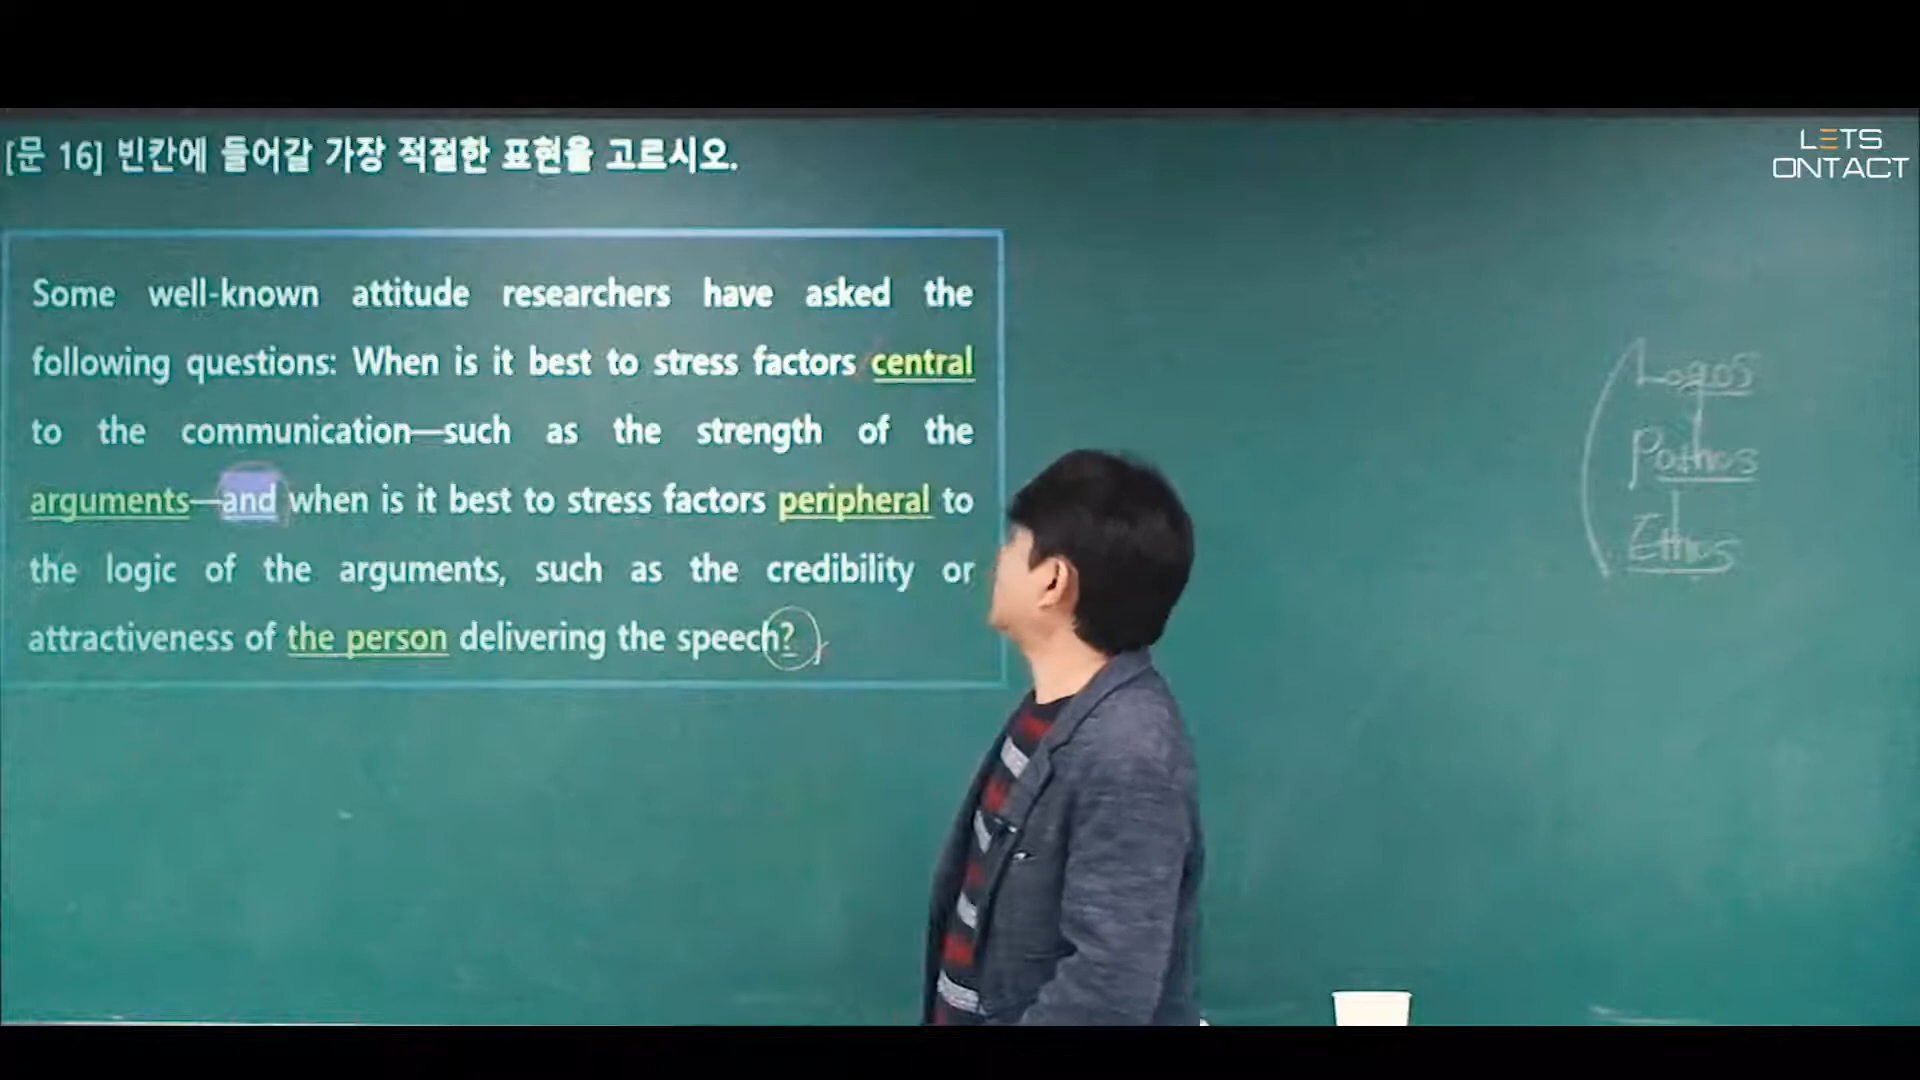 [문 16] 빈칸에 들어갈 가장 적절한 표현을 고르시오.
LETS
ONTACT
Some well-known attitude researchers have asked the
following questions: When is it best to stress factors central
to the communication—such as the strength of the
arguments—and when is it best to stress factors peripheral to
the logic of the arguments, such as the credibility or
attractiveness of the person delivering the speech?
Logos
Pathos
Ethos